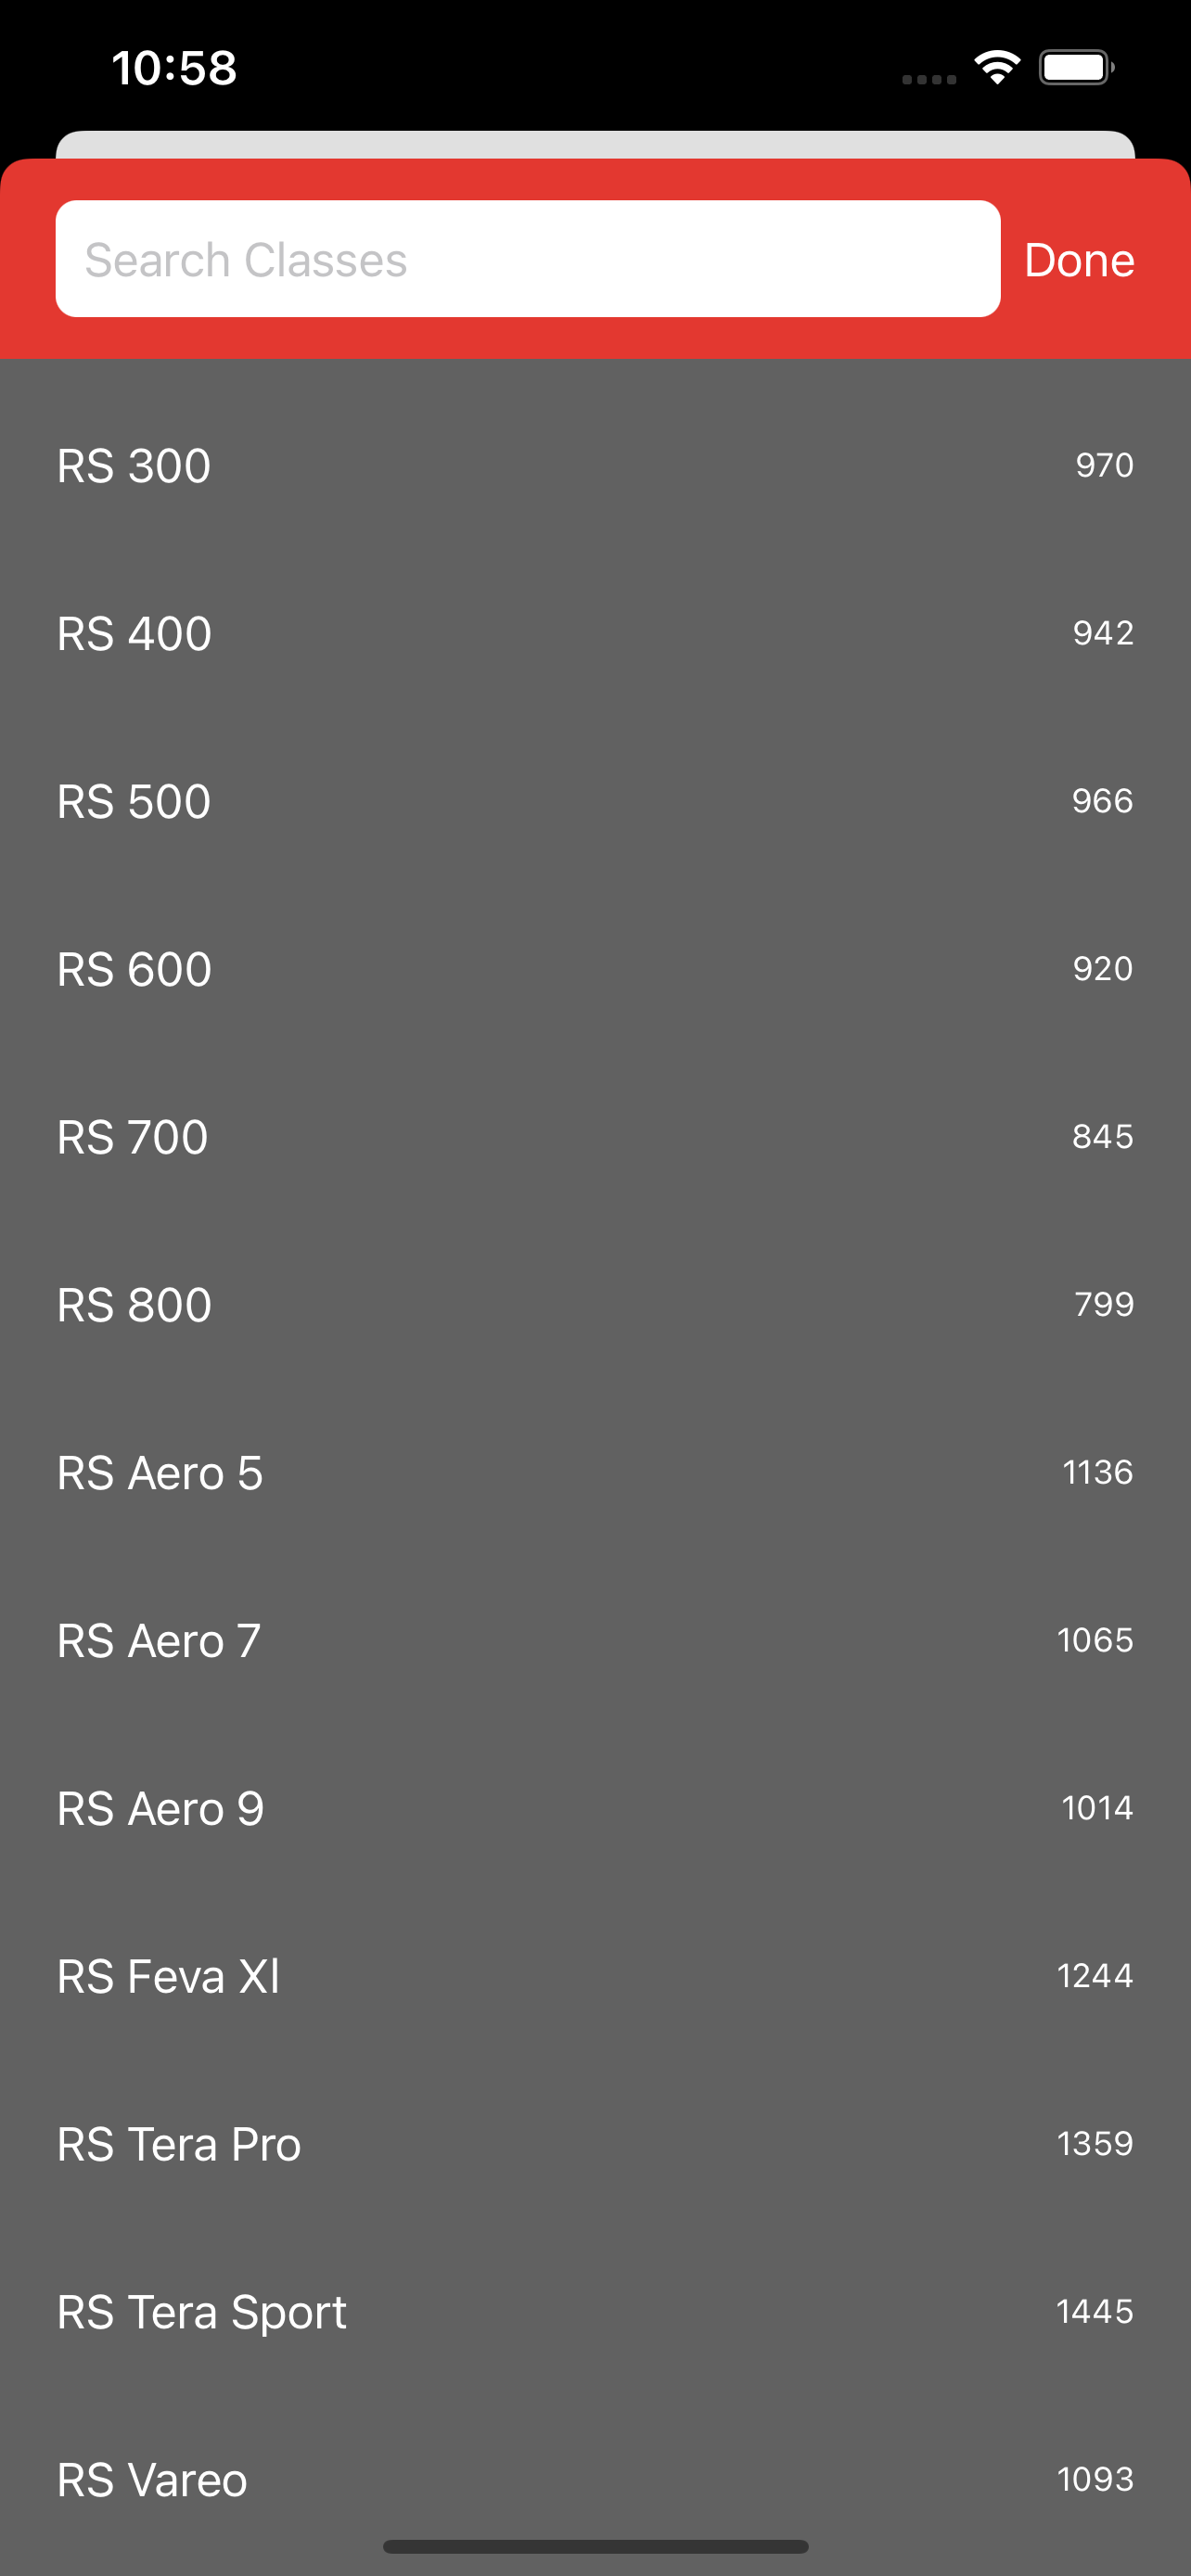 10:58
Search Classes Done
RS 300 970
RS 400 942
RS 500 966
RS 600 920
RS 700 845
RS 800 799
RS Aero 5 1136
RS Aero 7 1065
RS Aero 9 1014
RS Feva Xl 1244
RS Tera Pro 1359
RS Tera Sport 1445
RS Vareo 1093